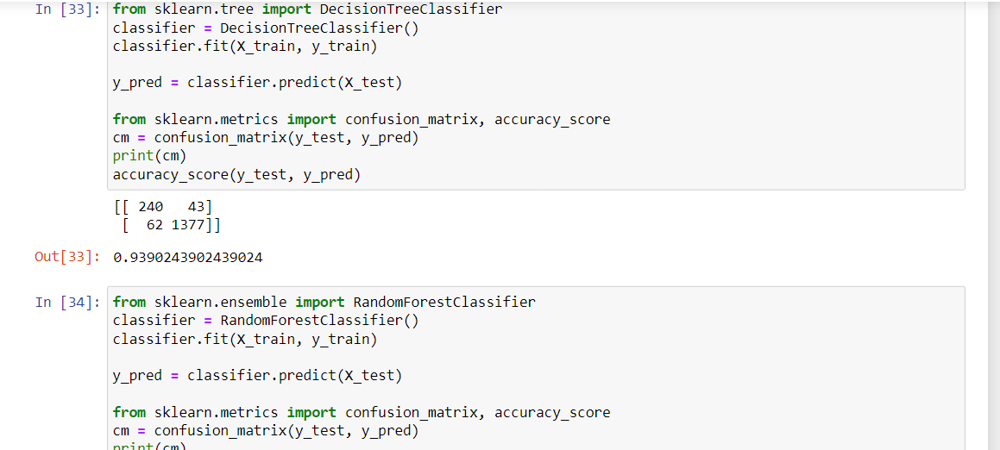 In [33]: from sklearn.tree import DecisionTreeClassifier
classifier = DecisionTreeClassifier()
classifier.fit(X_train, y_train)
y_pred = classifier.predict(X_test)
from sklearn.metrics import confusion_matrix, accuracy_score
cm = confusion_matrix(y_test, y_pred)
print(cm)
accuracy_score(y_test, y_pred)
[[ 240   43]
 [  62 1377]]
Out[33]: 0.9390243902439024
In [34]: from sklearn.ensemble import RandomForestClassifier
classifier = RandomForestClassifier()
classifier.fit(X_train, y_train)
y_pred = classifier.predict(X_test)
from sklearn.metrics import confusion_matrix, accuracy_score
cm = confusion_matrix(y_test, y_pred)
print(cm)